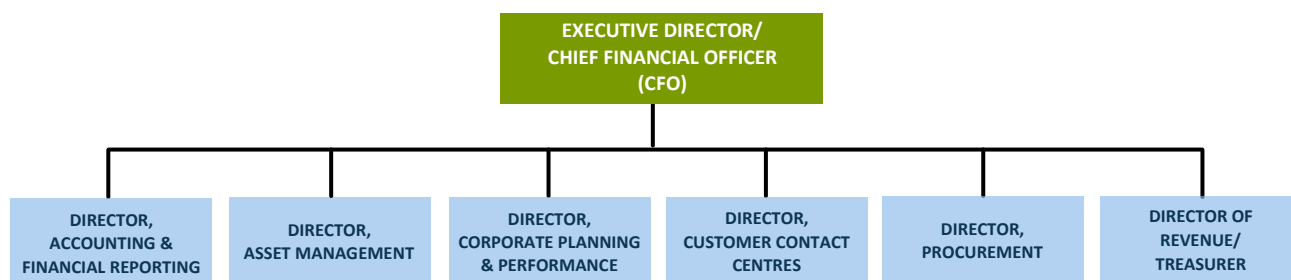 EXECUTIVE DIRECTOR/
CHIEF FINANCIAL OFFICER
(CFO)
DIRECTOR,
ACCOUNTING &
FINANCIAL REPORTING
DIRECTOR,
ASSET MANAGEMENT
DIRECTOR,
CORPORATE PLANNING
& PERFORMANCE
DIRECTOR,
CUSTOMER CONTACT
CENTRES
DIRECTOR,
PROCUREMENT
DIRECTOR OF
REVENUE/
TREASURER